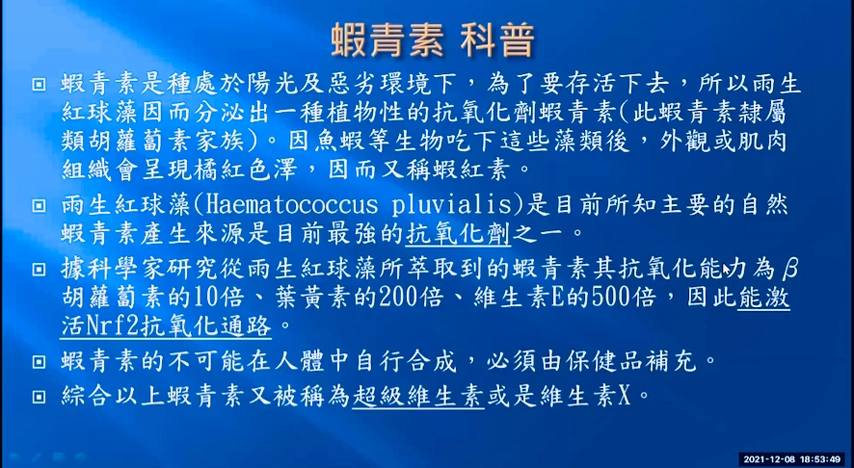 蝦青素 科普
蝦青素是種處於陽光及惡劣環境下，為了要存活下去，所以雨生
紅球藻因而分泌出一種植物性的抗氧化劑蝦青素(此蝦青素隸屬
類胡蘿蔔素家族)。因魚蝦等生物吃下這些藻類後，外觀或肌肉
組織會呈現橘紅色澤，因而又稱蝦紅素。
雨生紅球藻(Haematococcus pluvialis)是目前所知主要的自然
蝦青素產生來源是目前最強的抗氧化劑之一。
據科學家研究從雨生紅球藻所萃取到的蝦青素其抗氧化能力為β
胡蘿蔔素的10倍、葉黃素的200倍、維生素E的500倍，因此能激
活Nrf2抗氧化通路。
蝦青素的不可能在人體中自行合成，必須由保健品補充。
綜合以上蝦青素又被稱為超級維生素或是維生素X。
2021-12-08 18:53:49